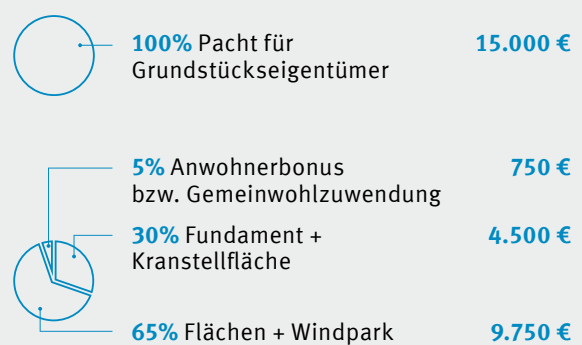 100% Pacht für 15.000 €
Grundstückseigentümer
5% Anwohnerbonus 750 €
bzw. Gemeinwohlzuwendung
30% Fundament + 4.500 €
Kranstellfläche
65% Flächen + Windpark 9.750 €